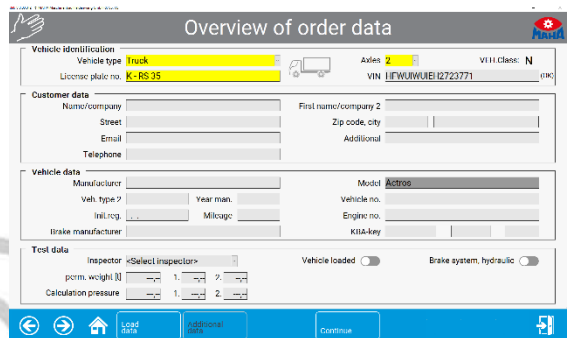 Overview of order data
MAHA
Vehicle identification
Vehicle type Truck Axles 2 VEH.Class: N
License plate no. K-RS 35 VIN
Customer data
Name/company First name/company 2
Street Zip code, city
Email Additional
Telephone
Vehicle data
Manufacturer Model Actros
Veh. type 2 Year man. Vehicle no.
Init.reg. . . Mileage Engine no.
Brake manufacturer KBA-key
Test data
Inspector <Select inspector> Vehicle loaded Brake system, hydraulic
perm. weight [t] --,-- 1. --,-- 2. --,--
Calculation pressure --,-- 1. --,-- 2. --,--
Load data Additional data Continue